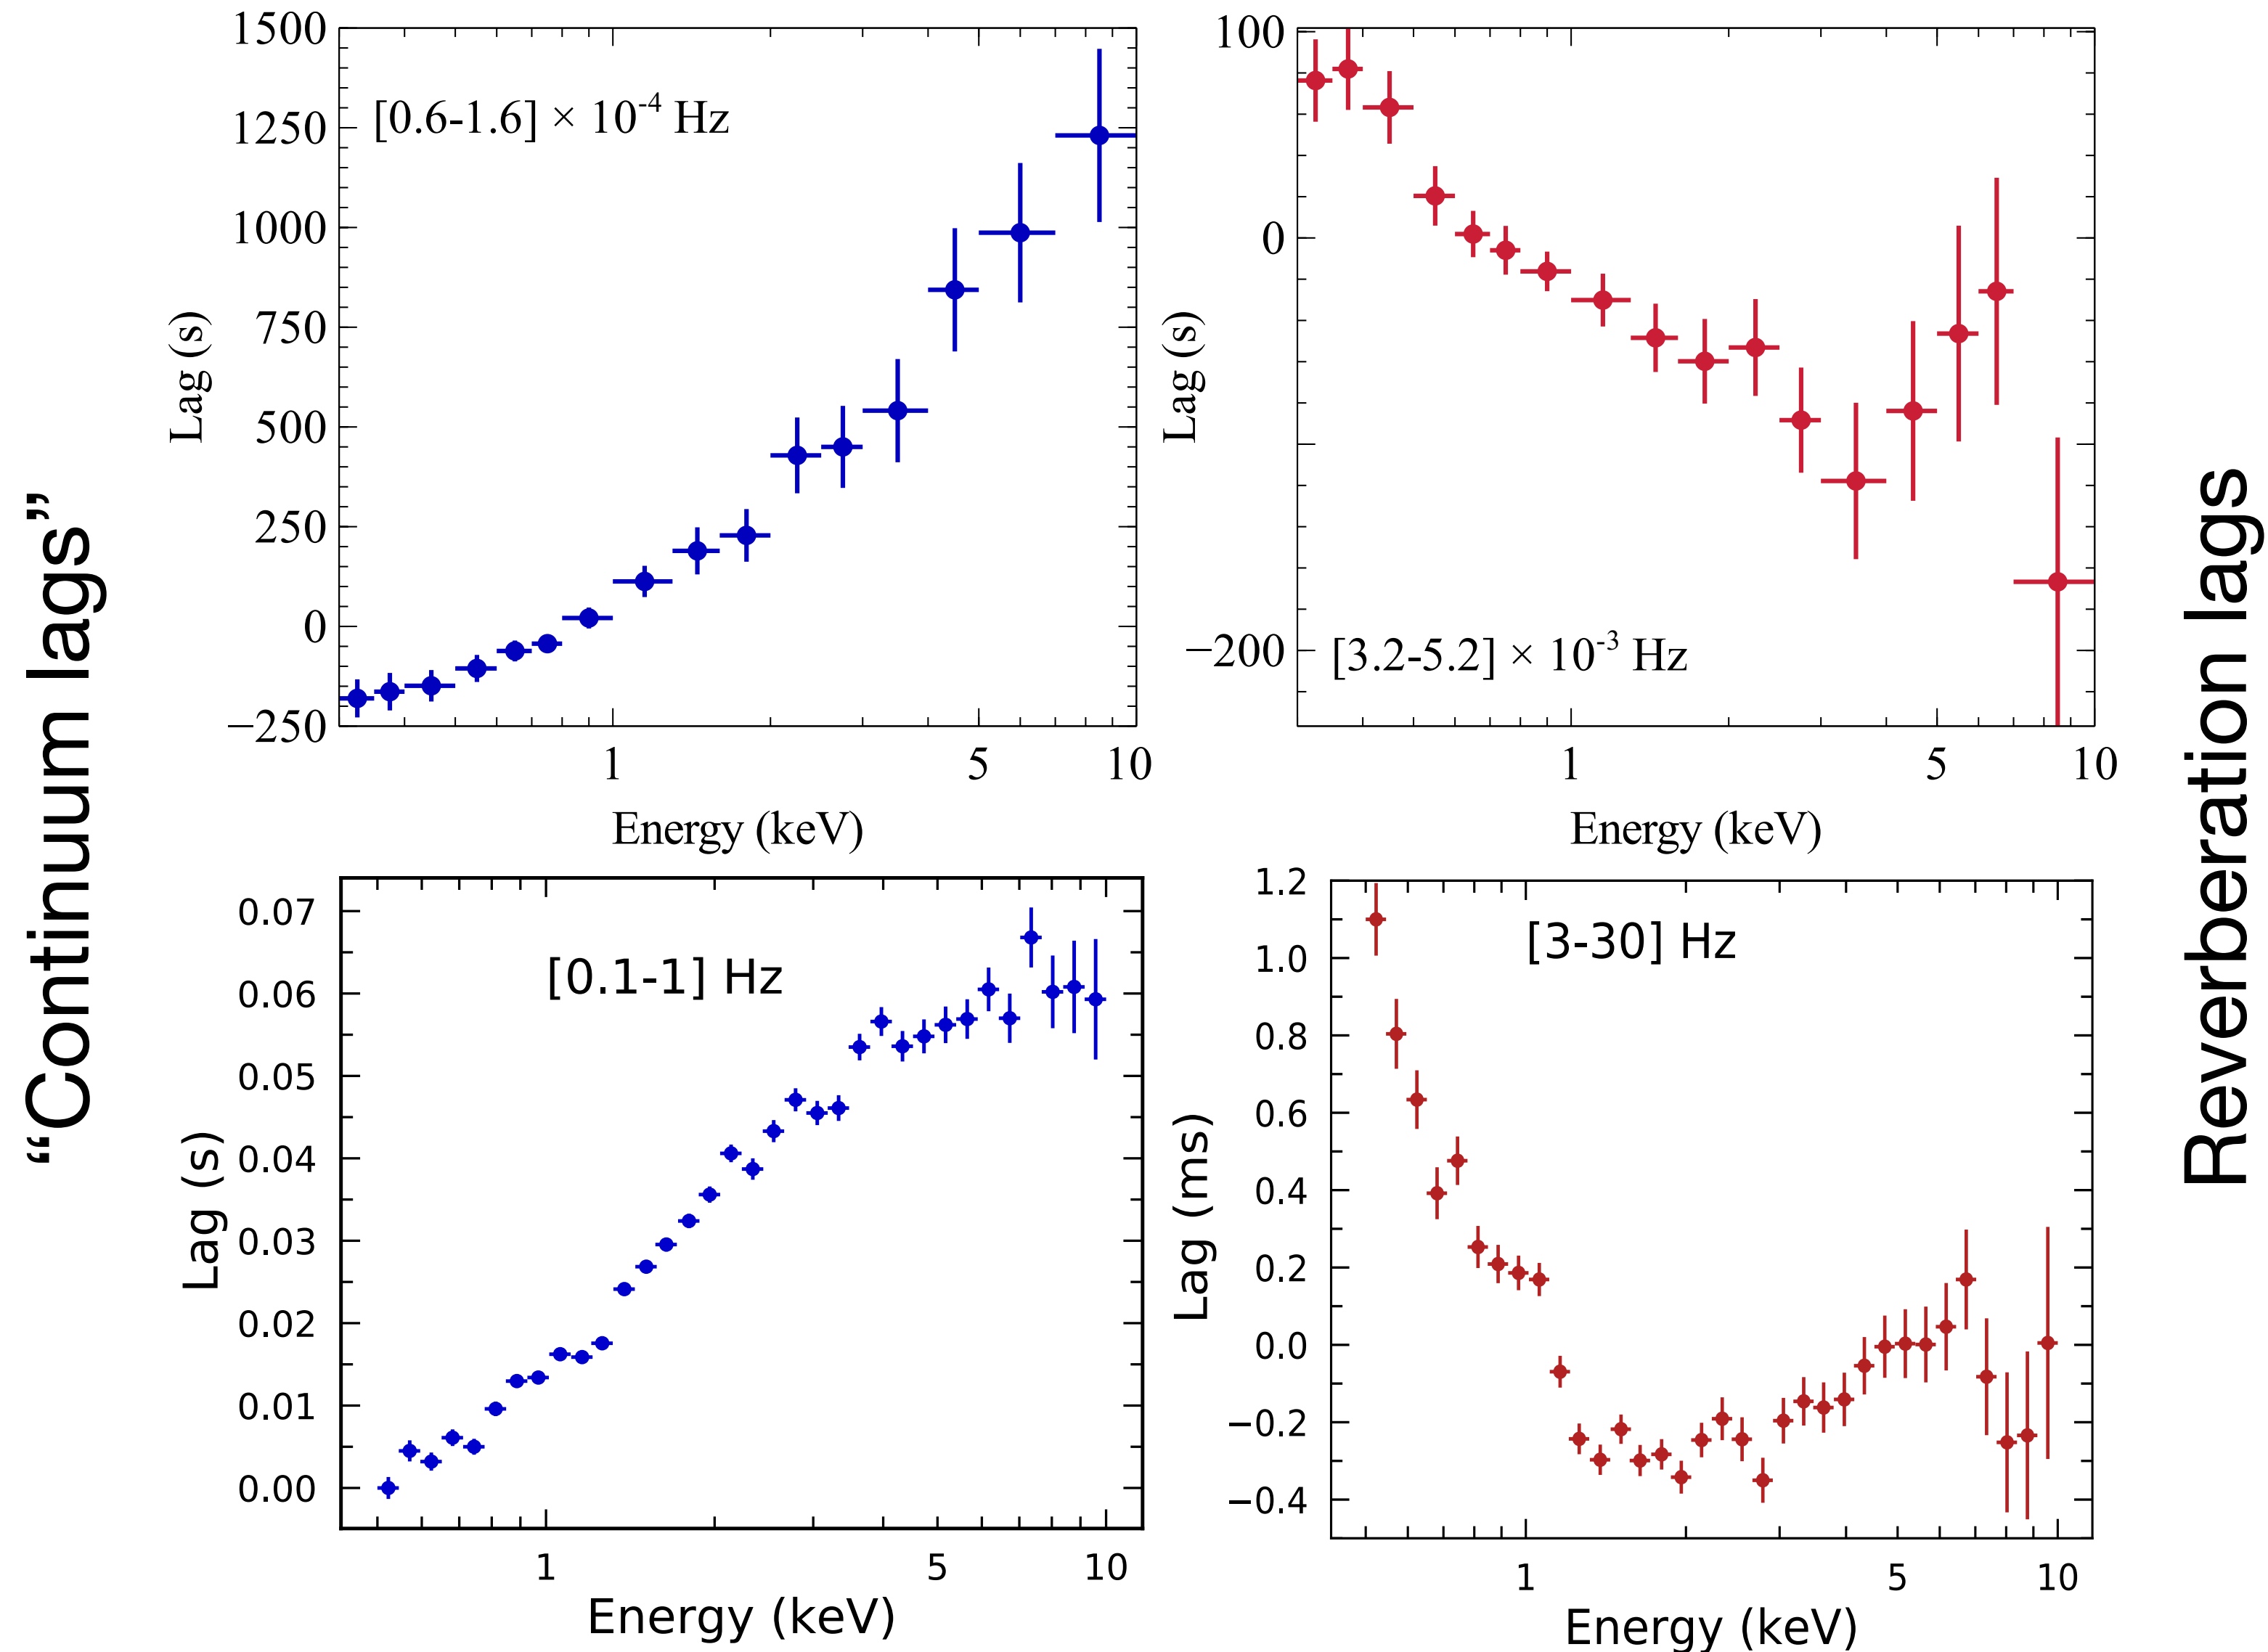 “Continuum lags”
1500
1250
1000
750
500
250
0
−250
Lag (s)
[0.6-1.6] × 10-4 Hz
1
5
10
Energy (keV)
100
0
−200
Lag (s)
[3.2-5.2] × 10-3 Hz
1
5
10
Energy (keV)
0.07
0.06
0.05
0.04
0.03
0.02
0.01
0.00
Lag (s)
[0.1-1] Hz
1
5
10
Energy (keV)
1.2
1.0
0.8
0.6
0.4
0.2
0.0
−0.2
−0.4
Lag (ms)
[3-30] Hz
1
5
10
Energy (keV)
Reverberation lags